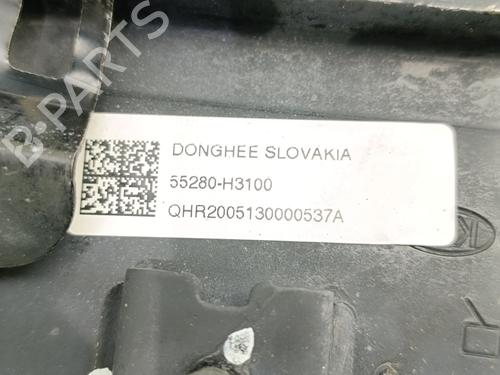 B-PARTS
DONGHEE SLOVAKIA
55280-H3100
QHR2005130000537A